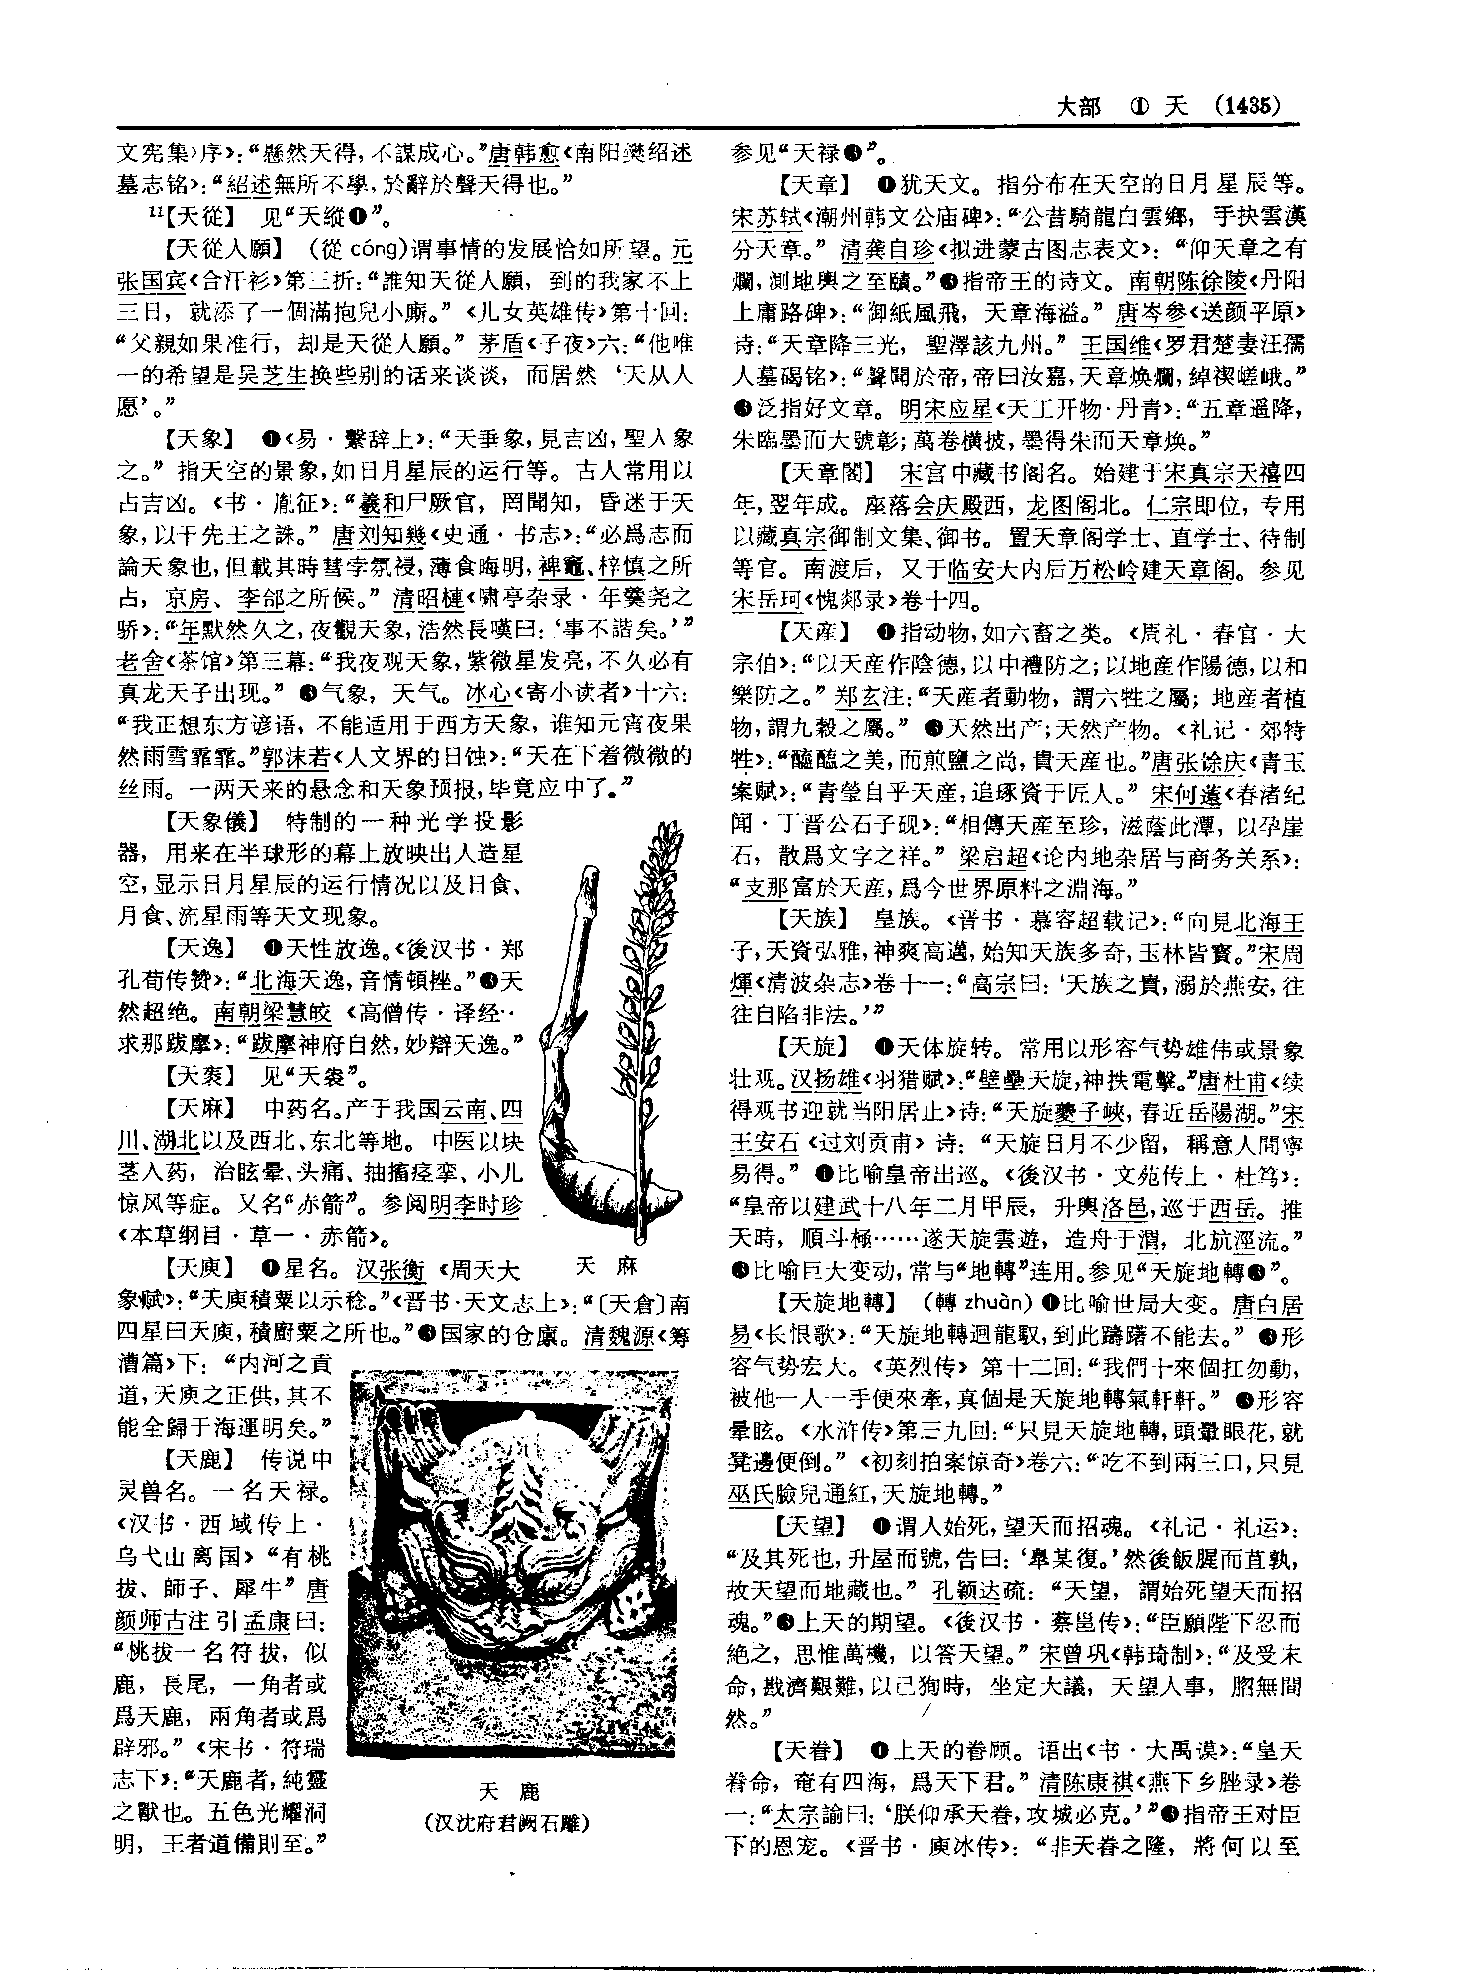 大部 ① 天 (1435)
文宪集〉序》：“懸然天得，不謀成心。”唐韩愈《南阳樊绍述
墓志铭》：“紹述無所不學，於辭於聲天得也。”
11【天從】 见“天縱❶”。
【天從人願】 (從 cóng)谓事情的发展恰如所望。元
张国宾《合汗衫》第三折：“誰知天從人願，到的我家不上
三日，就添了一個滿抱兒小廝。”《儿女英雄传》第十回：
“父親如果准行，却是天從人願。”茅盾《子夜》六：“他唯
一的希望是吴芝生换些别的话来谈谈，而居然‘天从人
愿’。”
【天象】 ❶《易·繫辞上》：“天垂象，見吉凶，聖人象
之。”指天空的景象，如日月星辰的运行等。古人常用以
占吉凶。《书·胤征》：“羲和尸厥官，罔聞知，昏迷于天
象，以干先王之誅。”唐刘知幾《史通·书志》：“必爲志而
論天象也，但載其時彗孛氛祲，薄食晦明，裨竈、梓慎之所
占，京房、李郃之所候。”清昭槤《啸亭杂录·年羹尧之
骄》：“年默然久之，夜觀天象，浩然長嘆曰：‘事不諧矣。’”
老舍《茶馆》第三幕：“我夜观天象，紫微星发亮，不久必有
真龙天子出现。”❷气象，天气。冰心《寄小读者》十六：
“我正想东方谚语，不能适用于西方天象，谁知元宵夜果
然雨雪霏霏。”郭沫若《人文界的日蚀》：“天在下着微微的
丝雨。一两天来的悬念和天象预报，毕竟应中了。”
【天象儀】 特制的一种光学投影
器，用来在半球形的幕上放映出人造星
空，显示日月星辰的运行情况以及日食、
月食、流星雨等天文现象。
【天逸】 ❶天性放逸。《後汉书·郑
孔荀传赞》：“北海天逸，音情頓挫。”❷天
然超绝。南朝梁慧皎《高僧传·译经·
求那跋摩》：“跋摩神府自然，妙辯天逸。”
【天袠】 见“天袟”。
【天麻】 中药名。产于我国云南、四
川、湖北以及西北、东北等地。中医以块
茎入药，治眩晕、头痛、抽搐痉挛、小儿
惊风等症。又名“赤箭”。参阅明李时珍
《本草纲目·草一·赤箭》。
天麻
【天庾】 ❶星名。汉张衡《周天大
象赋》：“天庾積粟以示稔。”《晋书·天文志上》：“〔天倉〕南
四星曰天庾，積廚粟之所也。”❷国家的仓廪。清魏源《筹
漕篇》下：“内河之貢
道，天庾之正供，其不
能全歸于海運明矣。”
【天鹿】 传说中
灵兽名。一名天禄。
《汉书·西域传上·
乌弋山离国》“有桃
拔、師子、犀牛”唐
颜师古注引孟康曰：
“桃拔一名符拔，似
鹿，長尾，一角者或
爲天鹿，兩角者或爲
辟邪。”《宋书·符瑞
志下》：“天鹿者，純靈
之獸也。五色光耀洞
明，王者道備則至。”
天鹿
(汉沈府君阙石雕)
参见“天禄❸”。
【天章】 ❶犹天文。指分布在天空的日月星辰等。
宋苏轼《潮州韩文公庙碑》：“公昔騎龍白雲鄉，手抉雲漢
分天章。”清龚自珍《拟进蒙古图志表文》：“仰天章之有
爛，測地輿之至賾。”❷指帝王的诗文。南朝陈徐陵《丹阳
上庸路碑》：“御紙風飛，天章海溢。”唐岑参《送颜平原》
诗：“天章降三光，聖澤該九州。”王国维《罗君楚妻汪孺
人墓碣铭》：“聲聞於帝，帝曰汝嘉，天章焕爛，綽禊嵯峨。”
❸泛指好文章。明宋应星《天工开物·丹青》：“五章遥降，
朱臨墨而大號彰；萬卷横披，墨得朱而天章焕。”
【天章閣】 宋宫中藏书阁名。始建于宋真宗天禧四
年，翌年成。座落会庆殿西，龙图阁北。仁宗即位，专用
以藏真宗御制文集、御书。置天章阁学士、直学士、待制
等官。南渡后，又于临安大内后万松岭建天章阁。参见
宋岳珂《愧郯录》卷十四。
【天産】 ❶指动物，如六畜之类。《周礼·春官·大
宗伯》：“以天産作陰德，以中禮防之；以地産作陽德，以和
樂防之。”郑玄注：“天産者動物，謂六牲之屬；地産者植
物，謂九穀之屬。”❷天然出产；天然产物。《礼记·郊特
牲》：“醯醢之美，而煎鹽之尚，貴天産也。”唐张馀庆《青玉
案赋》：“青瑩自乎天産，追琢資于匠人。”宋何薳《春渚纪
闻·丁晋公石子砚》：“相傳天産至珍，滋蔭此潭，以孕崖
石，散爲文字之祥。”梁启超《论内地杂居与商务关系》：
“支那富於天産，爲今世界原料之淵海。”
【天族】 皇族。《晋书·慕容超载记》：“向見北海王
子，天資弘雅，神爽高邁，始知天族多奇，玉林皆寶。”宋周
煇《清波杂志》卷十一：“高宗曰：‘天族之貴，溺於燕安，往
往自陷非法。’”
【天旋】 ❶天体旋转。常用以形容气势雄伟或景象
壮观。汉扬雄《羽猎赋》：“壁壘天旋，神抶電擊。”唐杜甫《续
得观书迎就当阳居止》诗：“天旋夔子峽，春近岳陽湖。”宋
王安石《过刘贡甫》诗：“天旋日月不少留，稱意人間寧
易得。”❷比喻皇帝出巡。《後汉书·文苑传上·杜笃》：
“皇帝以建武十八年二月甲辰，升輿洛邑，巡于西岳。推
天時，順斗極……遂天旋雲遊，造舟于渭，北斻涇流。”
❸比喻巨大变动，常与“地轉”连用。参见“天旋地轉❶”。
【天旋地轉】 (轉 zhuàn)❶比喻世局大变。唐白居
易《长恨歌》：“天旋地轉迴龍馭，到此躊躇不能去。”❷形
容气势宏大。《英烈传》第十二回：“我們十來個扛勿動，
被他一人一手便來牽，真個是天旋地轉氣軒軒。”❸形容
晕眩。《水浒传》第三九回：“只見天旋地轉，頭暈眼花，就
凳邊便倒。”《初刻拍案惊奇》卷六：“吃不到兩三口，只見
巫氏臉兒通紅，天旋地轉。”
【天望】 ❶谓人始死，望天而招魂。《礼记·礼运》：
“及其死也，升屋而號，告曰：‘臯某復。’然後飯腥而苴孰，
故天望而地藏也。”孔颖达疏：“天望，謂始死望天而招
魂。”❷上天的期望。《後汉书·蔡邕传》：“臣願陛下忍而
絶之，思惟萬機，以答天望。”宋曾巩《韩琦制》：“及受末
命，戡濟艱難，以己狥時，坐定大議，天望人事，脗無間
然。”
【天眷】 ❶上天的眷顾。语出《书·大禹谟》：“皇天
眷命，奄有四海，爲天下君。”清陈康祺《燕下乡脞录》卷
一：“太宗諭曰：‘朕仰承天眷，攻城必克。’”❷指帝王对臣
下的恩宠。《晋书·庾冰传》：“非天眷之隆，將何以至